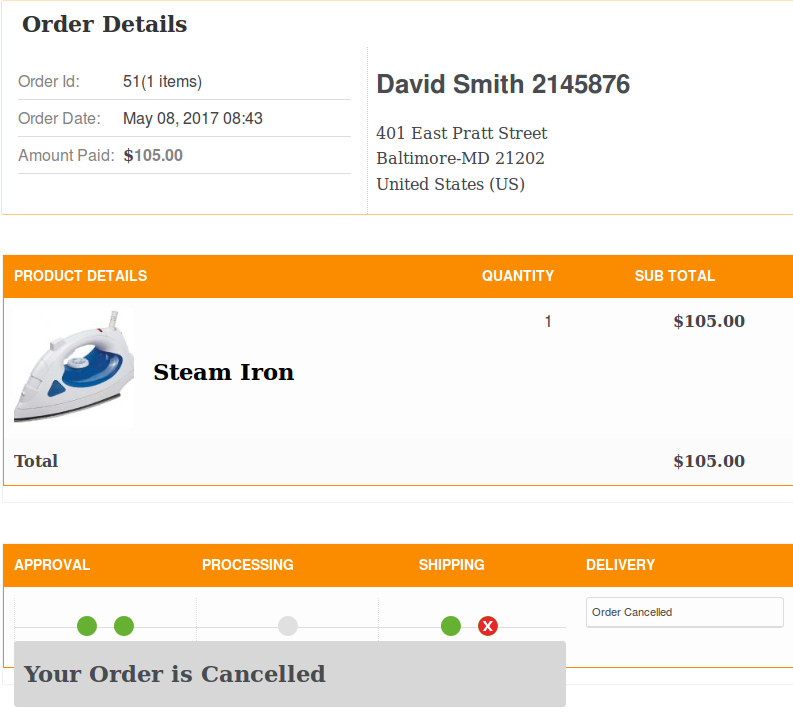 Order Details
Order Id: 51(1 items)
Order Date: May 08, 2017 08:43
Amount Paid: $105.00
David Smith 2145876
401 East Pratt Street
Baltimore-MD 21202
United States (US)
PRODUCT DETAILS QUANTITY SUB TOTAL
1 $105.00
Steam Iron
Total $105.00
APPROVAL PROCESSING SHIPPING DELIVERY
Order Cancelled
X
Your Order is Cancelled